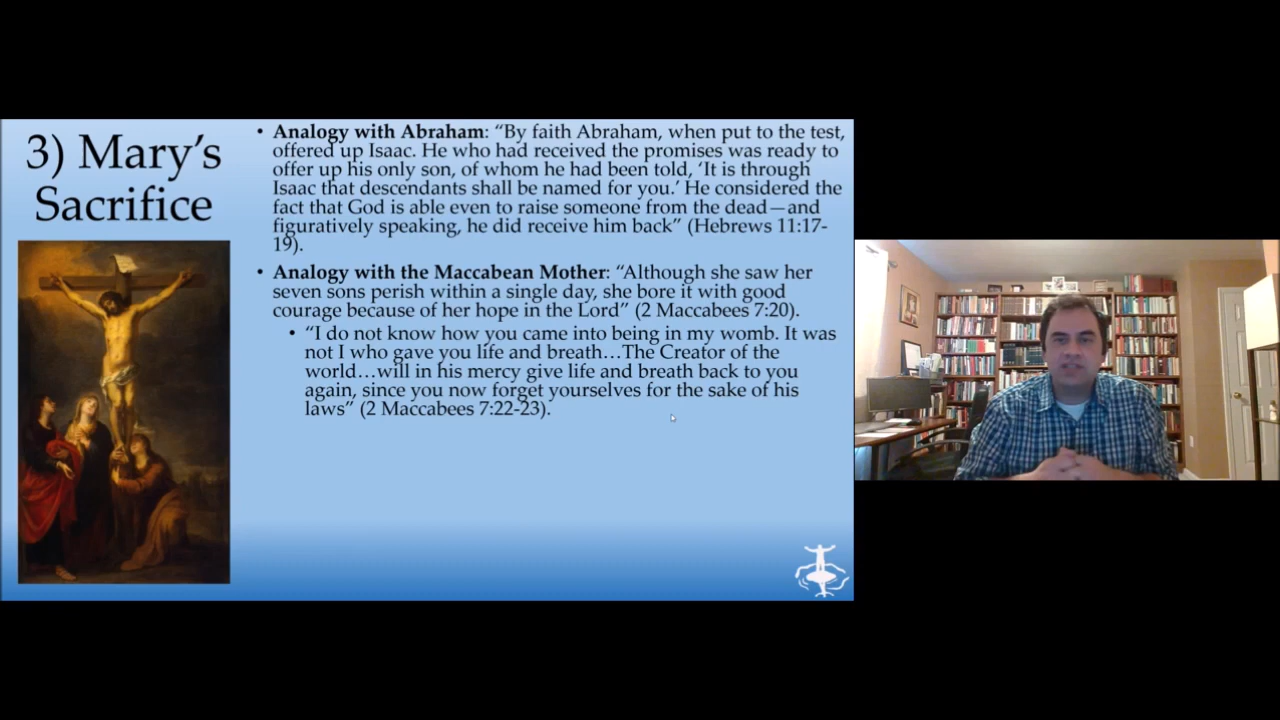 3) Mary’s
Sacrifice
• Analogy with Abraham: “By faith Abraham, when put to the test,
offered up Isaac. He who had received the promises was ready to
offer up his only son, of whom he had been told, ‘It is through
Isaac that descendants shall be named for you.’ He considered the
fact that God is able even to raise someone from the dead—and
figuratively speaking, he did receive him back” (Hebrews 11:17-
19).
• Analogy with the Maccabean Mother: “Although she saw her
seven sons perish within a single day, she bore it with good
courage because of her hope in the Lord” (2 Maccabees 7:20).
• “I do not know how you came into being in my womb. It was
not I who gave you life and breath…The Creator of the
world…will in his mercy give life and breath back to you
again, since you now forget yourselves for the sake of his
laws” (2 Maccabees 7:22-23).